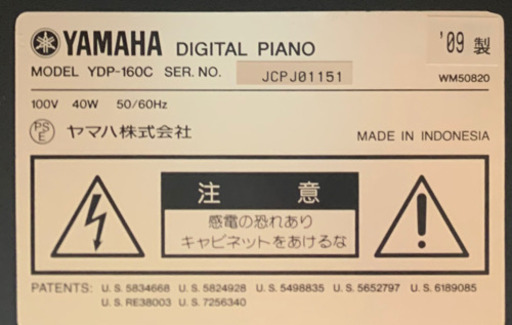 YAMAHA DIGITAL PIANO '09 製
MODEL YDP-160C SER. NO. JCPJ01151 WM50820
100V 40W 50/60Hz
PS E ヤマハ株式会社 MADE IN INDONESIA
注意
感電の恐れあり
キャビネットをあけるな
PATENTS: U.S. 5834668 U.S. 5824928 U.S. 5498835 U.S. 5652797 U.S. 6189085
U.S. RE38003 U.S. 7256340